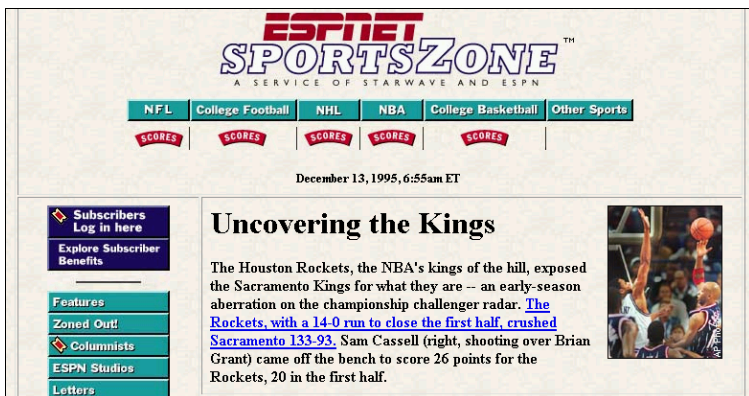 ESPNET
SPORTSZONE ™
A SERVICE OF STARWAVE AND ESPN
NFL College Football NHL NBA College Basketball Other Sports
SCORES SCORES SCORES SCORES SCORES
December 13, 1995, 6:55am ET
Subscribers
Log in here
Explore Subscriber
Benefits
Features
Zoned Out!
Columnists
ESPN Studios
Letters
Uncovering the Kings
The Houston Rockets, the NBA's kings of the hill, exposed
the Sacramento Kings for what they are -- an early-season
aberration on the championship challenger radar. The
Rockets, with a 14-0 run to close the first half, crushed
Sacramento 133-93. Sam Cassell (right, shooting over Brian
Grant) came off the bench to score 26 points for the
Rockets, 20 in the first half.
AP Photo